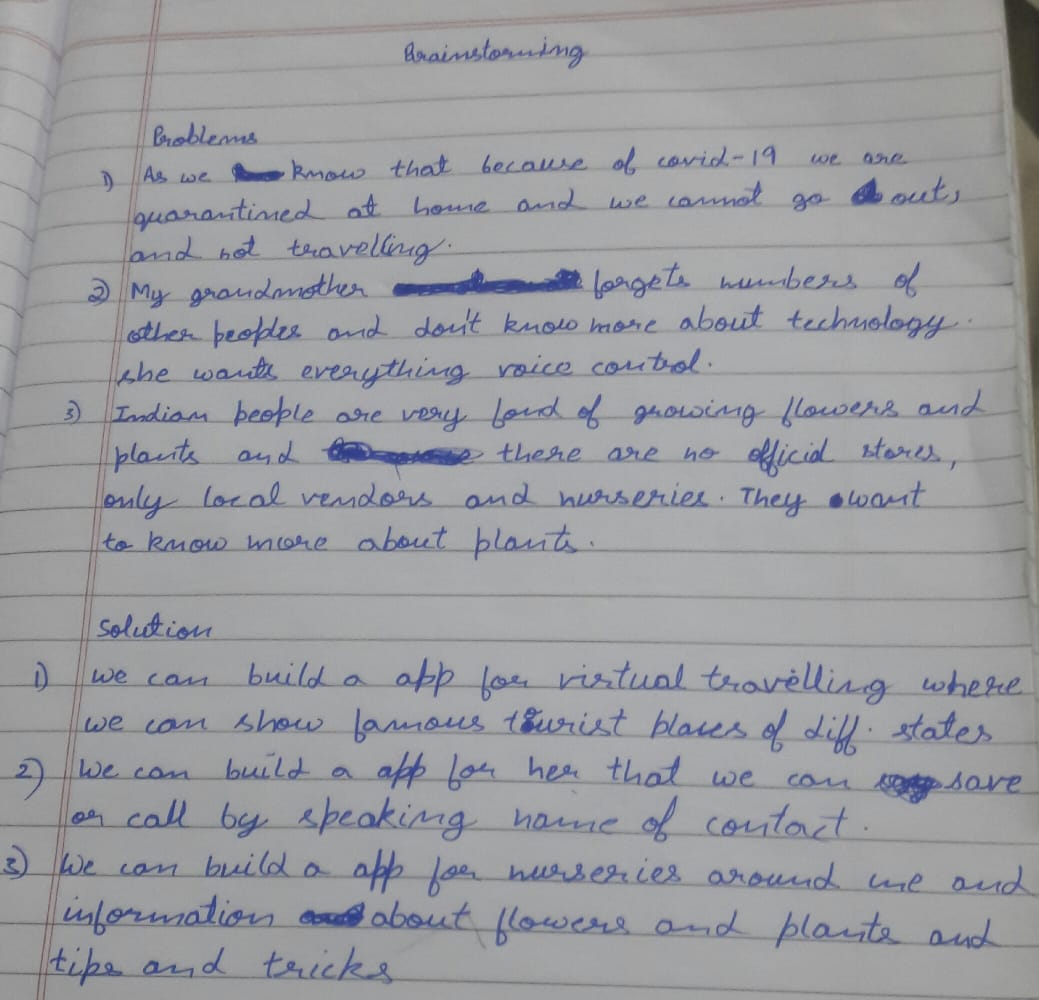 Brainstorming
Problems
1) As we know that because of covid-19 we are
quarantined at home and we cannot go out,
and not travelling.
2) My grandmother forgets numbers of
other peoples and don't know more about technology.
she wants everything voice control.
3) Indian people are very fond of growing flowers and
plants and there are no official stores,
only local vendors and nurseries. They want
to know more about plants.
Solution
1) We can build a app for virtual travelling where
we can show famous tourist places of diff. states
2) We can build a app for her that we can save
or call by speaking name of contact.
3) We can build a app for nurseries around me and
information about flowers and plants and
tips and tricks